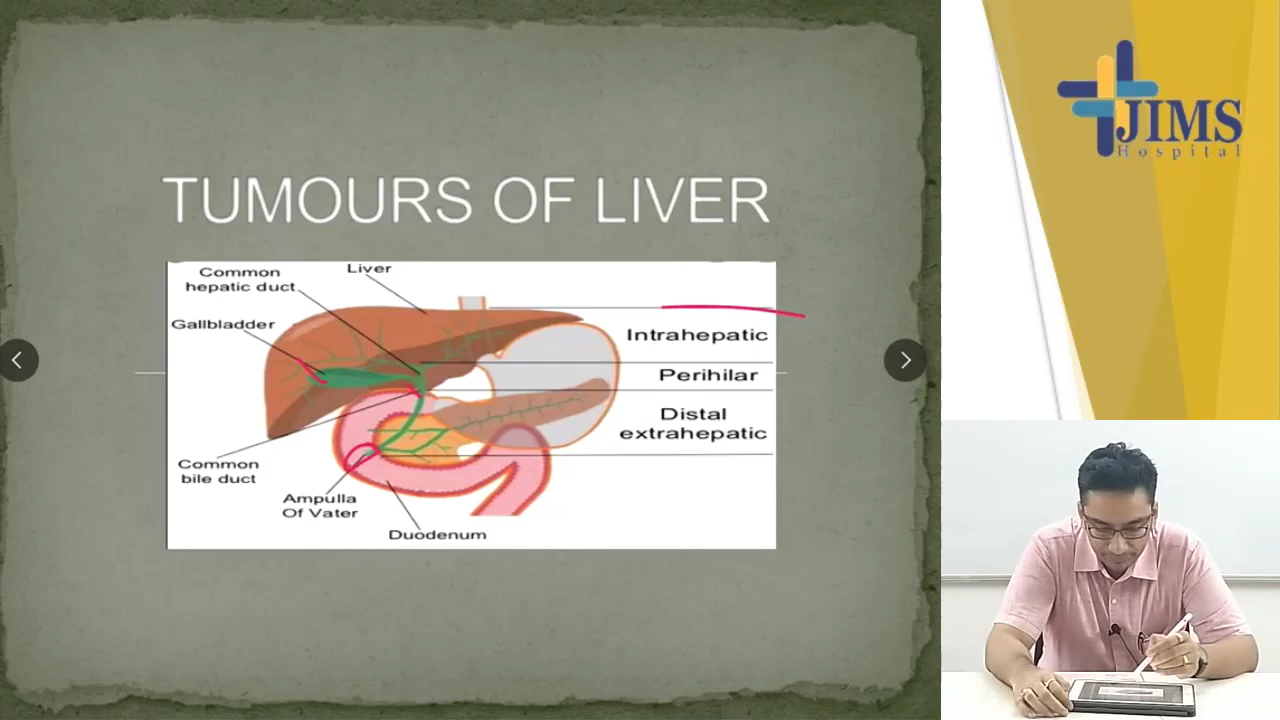 TUMOURS OF LIVER
Common
hepatic duct
Liver
Gallbladder
Intrahepatic
Perihilar
Distal
extrahepatic
Common
bile duct
Ampulla
Of Vater
Duodenum
JIMS
Hospital